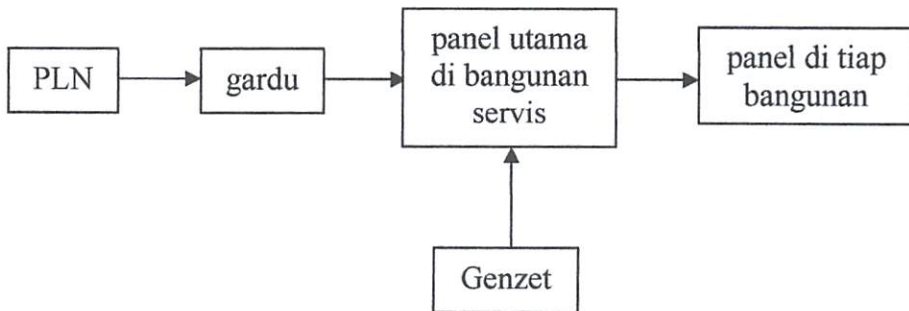 PLN
gardu
panel utama
di bangunan
servis
panel di tiap
bangunan
Genzet